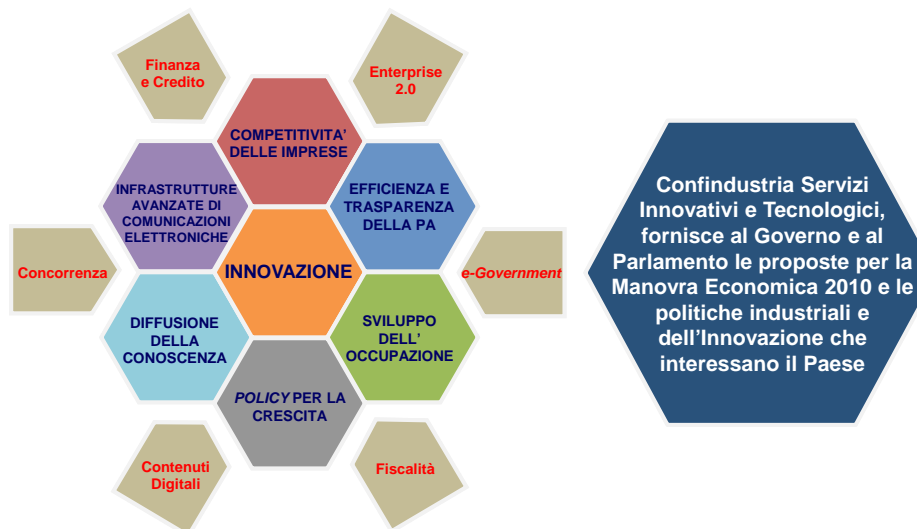 Finanza
e Credito
Enterprise
2.0
COMPETITIVITA'
DELLE IMPRESE
INFRASTRUTTURE
AVANZATE DI
COMUNICAZIONI
ELETTRONICHE
EFFICIENZA E
TRASPARENZA
DELLA PA
Concorrenza
INNOVAZIONE
e-Government
DIFFUSIONE
DELLA
CONOSCENZA
SVILUPPO
DELL'
OCCUPAZIONE
POLICY PER LA
CRESCITA
Contenuti
Digitali
Fiscalità
Confindustria Servizi
Innovativi e Tecnologici,
fornisce al Governo e al
Parlamento le proposte per la
Manovra Economica 2010 e le
politiche industriali e
dell’Innovazione che
interessano il Paese